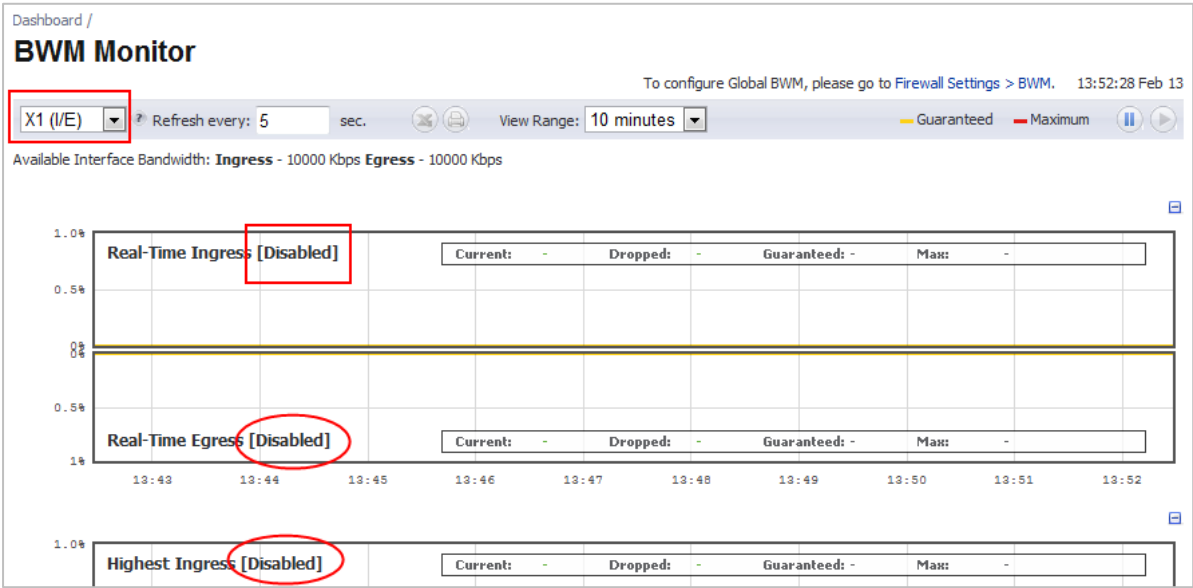 Dashboard /
BWM Monitor
To configure Global BWM, please go to Firewall Settings > BWM. 13:52:28 Feb 13
X1 (I/E) ? Refresh every: 5 sec. View Range: 10 minutes Guaranteed Maximum
Available Interface Bandwidth: Ingress - 10000 Kbps Egress - 10000 Kbps
1.0%
Real-Time Ingress [Disabled] Current: - Dropped: - Guaranteed: - Max: -
0.5%
0%
0%
0.5%
Real-Time Egress [Disabled] Current: - Dropped: - Guaranteed: - Max: -
1%
13:43 13:44 13:45 13:46 13:47 13:48 13:49 13:50 13:51 13:52
1.0%
Highest Ingress [Disabled] Current: - Dropped: - Guaranteed: - Max: -